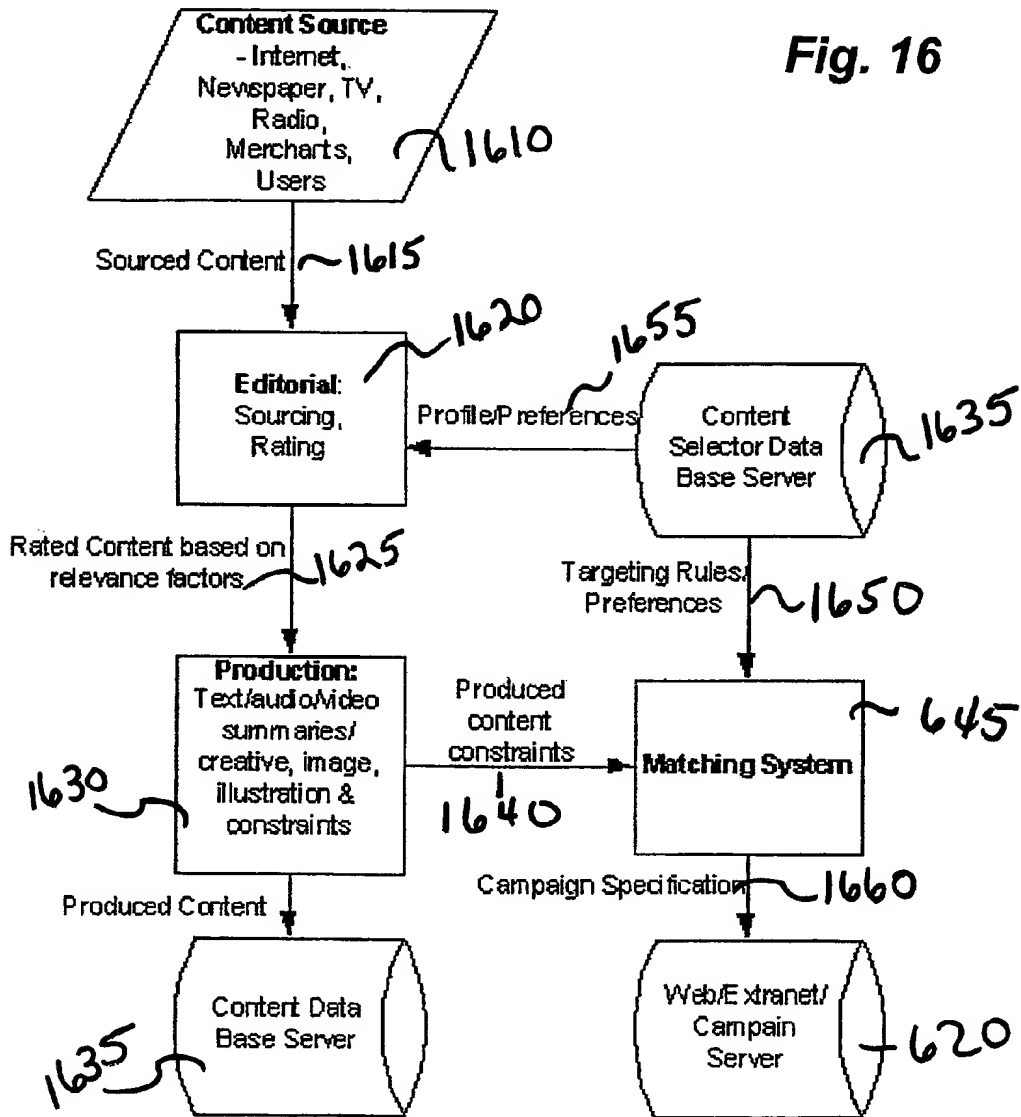 Fig. 16
Content Source
- Internet,
Newspaper, TV,
Radio,
Mercharts,
Users
1610
Sourced Content
1615
1620
Editorial:
Sourcing,
Rating
1655
Profile/Preferences
Content
Selector Data
Base Server
1635
Rated Content based on
relevance factors
1625
Targeting Rules/
Preferences
1650
Production:
Text/audio/video
summaries/
creative, image,
illustration &
constraints
1630
Produced
content
constraints
1640
Matching System
645
Produced Content
Campaign Specification
1660
Content Data
Base Server
1635
Web/Extranet/
Campain
Server
620